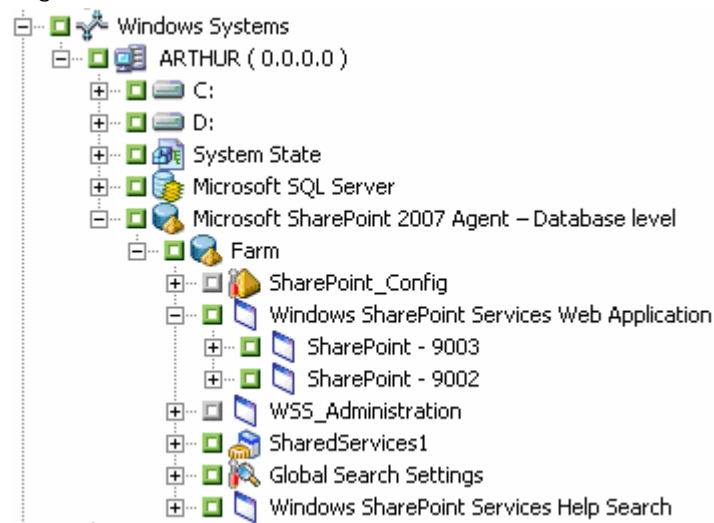 Windows Systems
ARTHUR ( 0.0.0.0 )
C:
D:
System State
Microsoft SQL Server
Microsoft SharePoint 2007 Agent – Database level
Farm
SharePoint_Config
Windows SharePoint Services Web Application
SharePoint - 9003
SharePoint - 9002
WSS_Administration
SharedServices1
Global Search Settings
Windows SharePoint Services Help Search